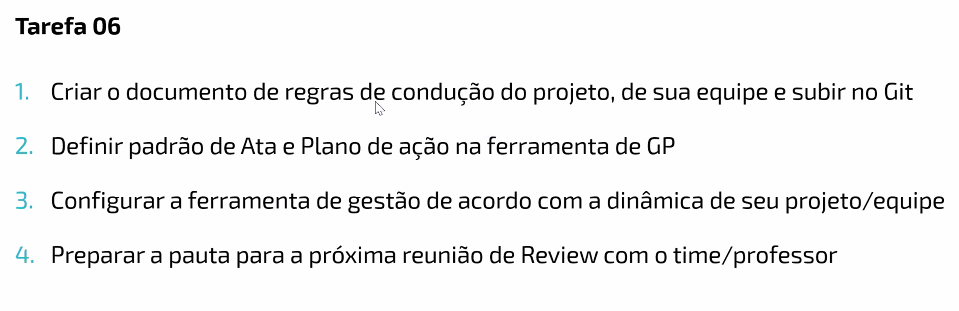 Tarefa 06
1. Criar o documento de regras de condução do projeto, de sua equipe e subir no Git
2. Definir padrão de Ata e Plano de ação na ferramenta de GP
3. Configurar a ferramenta de gestão de acordo com a dinâmica de seu projeto/equipe
4. Preparar a pauta para a próxima reunião de Review com o time/professor